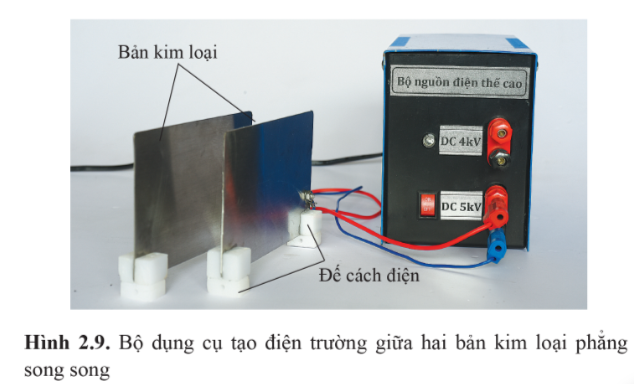 Bản kim loại
Bộ nguồn điện thế cao
DC 4kV
DC 5kV
Đế cách điện
Hình 2.9. Bộ dụng cụ tạo điện trường giữa hai bản kim loại phẳng
song song